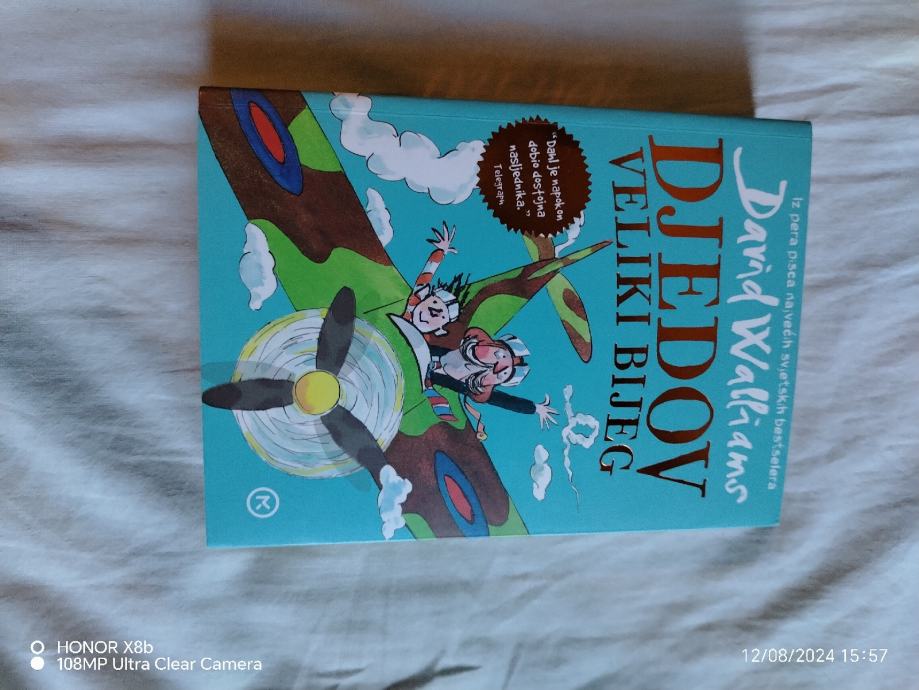 Iz pera pisca najvećih svjetskih bestselera
David Walliams
DJEDOV
VELIKI BIJEG
"Dahl je napokon
dobio dostojna
nasljednika."
Telegraph
HONOR X8b
108MP Ultra Clear Camera
12/08/2024 15:57